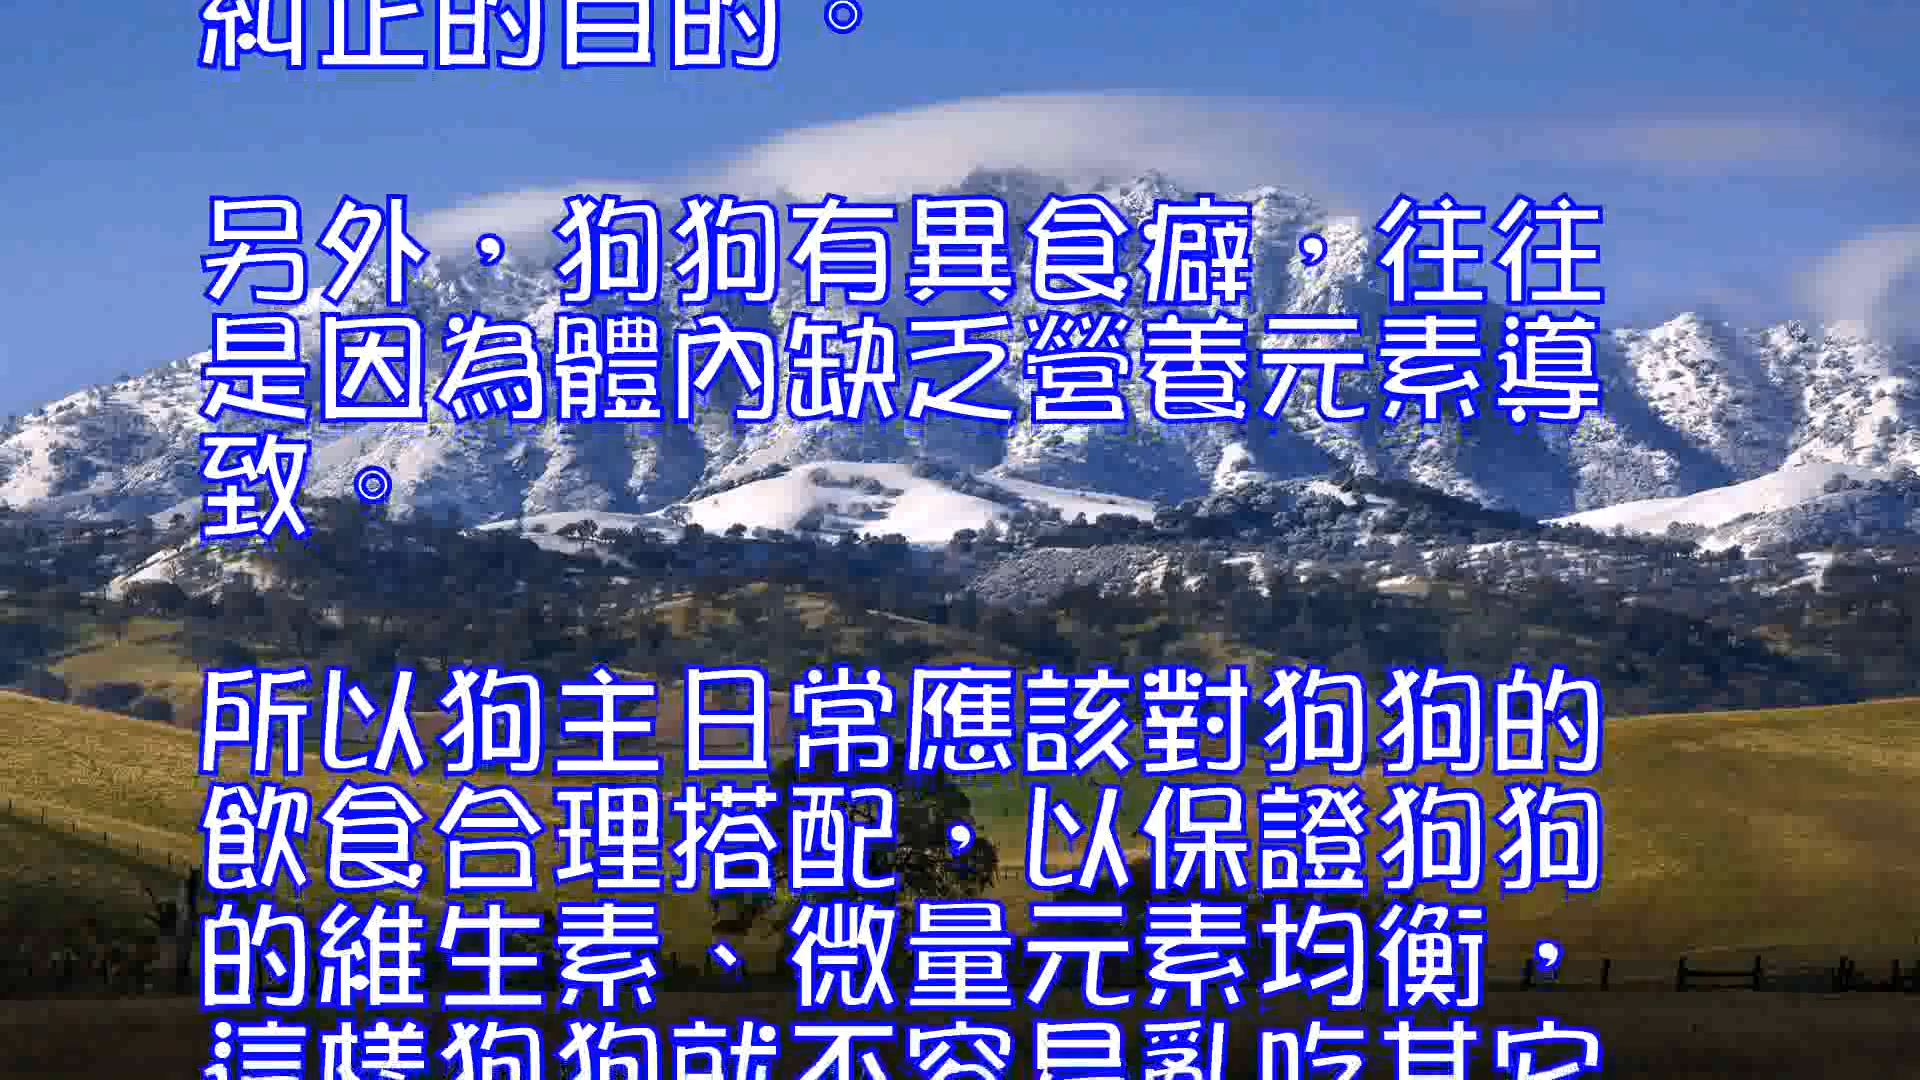 糾正的目的。
另外，狗狗有異食癖，往往
是因為體內缺乏營養元素導
致。
所以狗主日常應該對狗狗的
飲食合理搭配，以保證狗狗
的維生素、微量元素均衡，
這樣狗狗就不容易亂吃其它